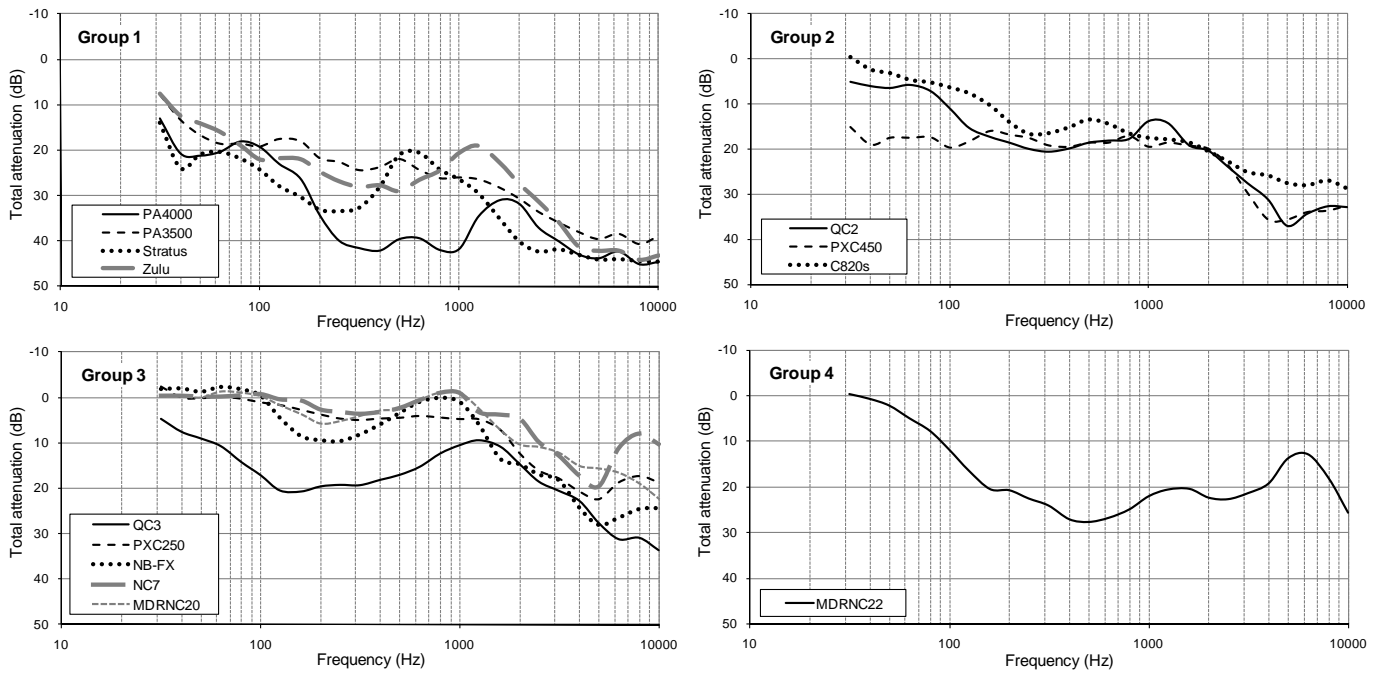 Group 1
Total attenuation (dB)
-10
0
10
20
30
40
50
PA4000
PA3500
Stratus
Zulu
10
100
1000
10000
Frequency (Hz)
Group 2
Total attenuation (dB)
-10
0
10
20
30
40
50
QC2
PXC450
C820s
10
100
1000
10000
Frequency (Hz)
Group 3
Total attenuation (dB)
-10
0
10
20
30
40
50
QC3
PXC250
NB-FX
NC7
MDRNC20
10
100
1000
10000
Frequency (Hz)
Group 4
Total attenuation (dB)
-10
0
10
20
30
40
50
MDRNC22
10
100
1000
10000
Frequency (Hz)